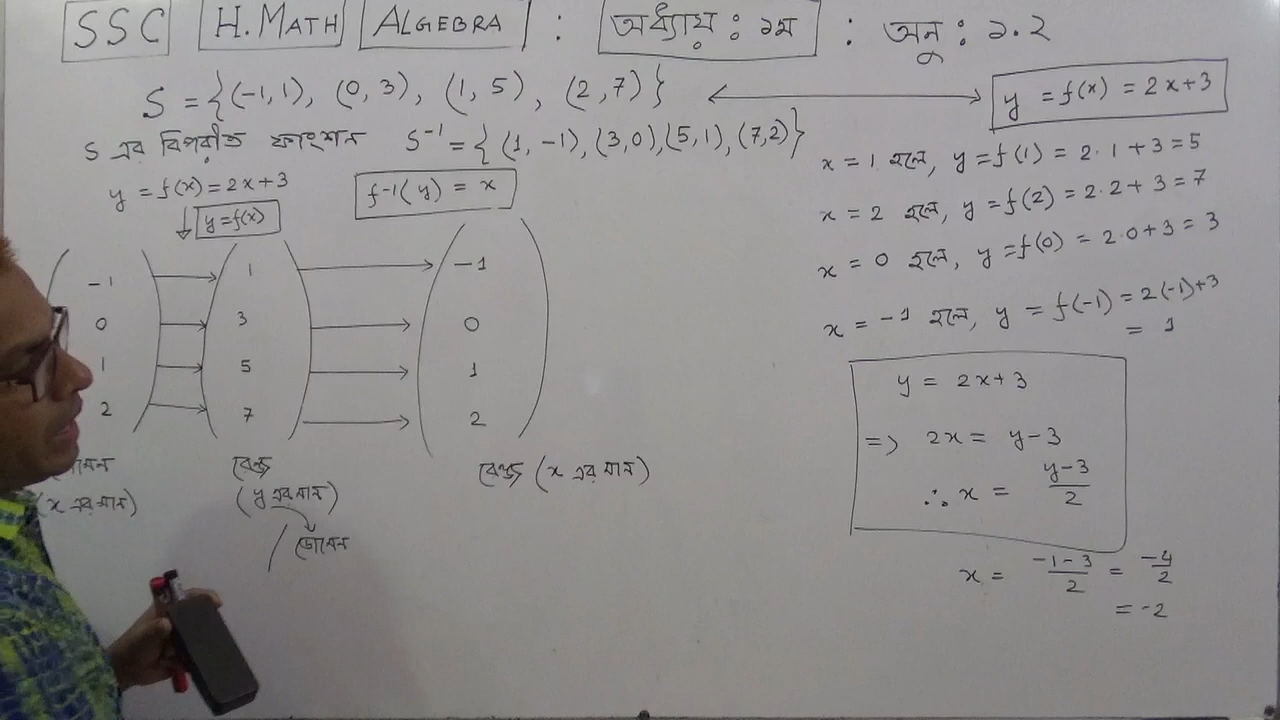 SSC H.MATH ALGEBRA : অধ্যায় : ১ম : অনু : ১.২
S = {(-1, 1), (0, 3), (1, 5), (2, 7)} ⟷ y = f(x) = 2x+3
S এর বিপরীত ফাংশন S⁻¹ = {(1, -1), (3, 0), (5, 1), (7, 2)}
y = f(x) = 2x+3
f⁻¹(y) = x
↓ y=f(x)
-1 → 1 → -1
0 → 3 → 0
1 → 5 → 1
2 → 7 → 2
রেঞ্জ
রেঞ্জ (x এর মান)
(x এর মান)
(y এর মান)
/ ডোমেন
x = 1 হলে, y = f(1) = 2·1+3 = 5
x = 2 হলে, y = f(2) = 2·2+3 = 7
x = 0 হলে, y = f(0) = 2·0+3 = 3
x = -1 হলে, y = f(-1) = 2(-1)+3
= 1
y = 2x+3
⇒ 2x = y-3
∴ x = (y-3)/2
x = (-1-3)/2 = -4/2
= -2